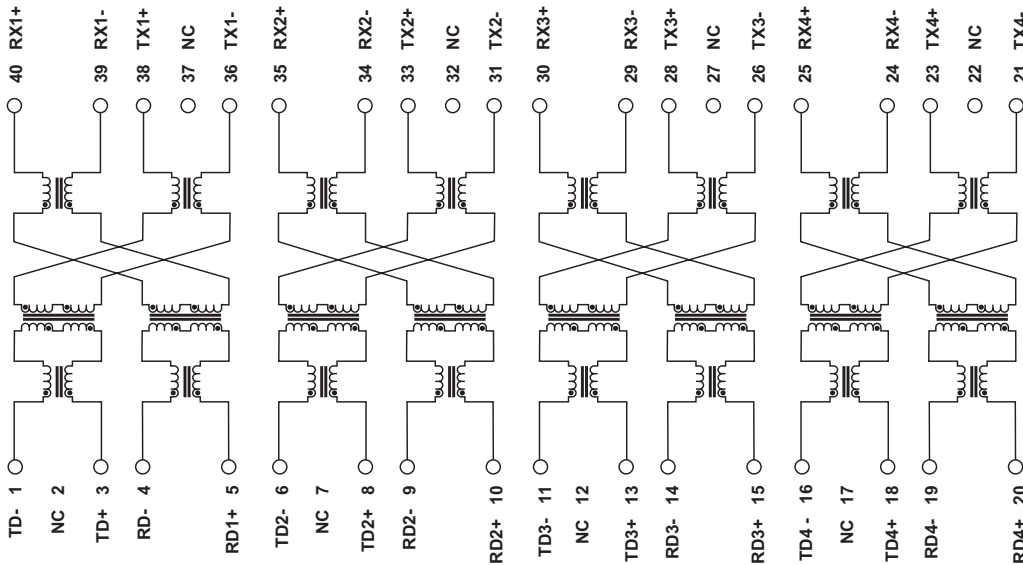 40 RX1+
39 RX1-
38 TX1+
37 NC
36 TX1-
35 RX2+
34 RX2-
33 TX2+
32 NC
31 TX2-
30 RX3+
29 RX3-
28 TX3+
27 NC
26 TX3-
25 RX4+
24 RX4-
23 TX4+
22 NC
21 TX4-
TD- 1
NC 2
TD+ 3
RD- 4
RD1+ 5
TD2- 6
NC 7
TD2+ 8
RD2- 9
RD2+ 10
TD3- 11
NC 12
TD3+ 13
RD3- 14
RD3+ 15
TD4 - 16
NC 17
TD4+ 18
RD4- 19
RD4+ 20